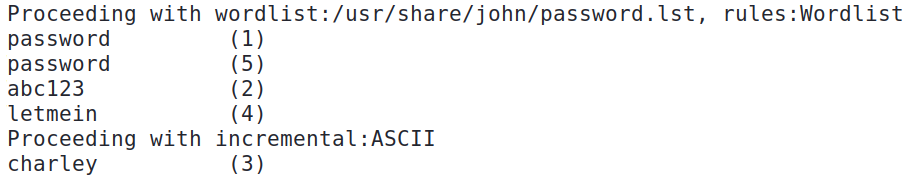 Proceeding with wordlist:/usr/share/john/password.lst, rules:Wordlist
password         (1)
password         (5)
abc123           (2)
letmein          (4)
Proceeding with incremental:ASCII
charley          (3)